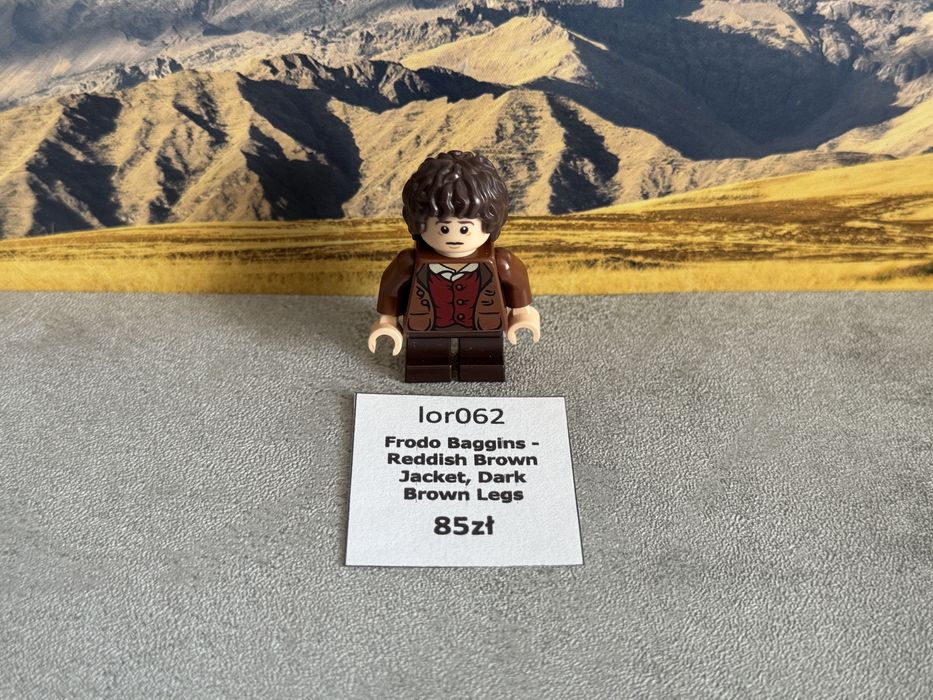 lor062
Frodo Baggins -
Reddish Brown
Jacket, Dark
Brown Legs
85zł